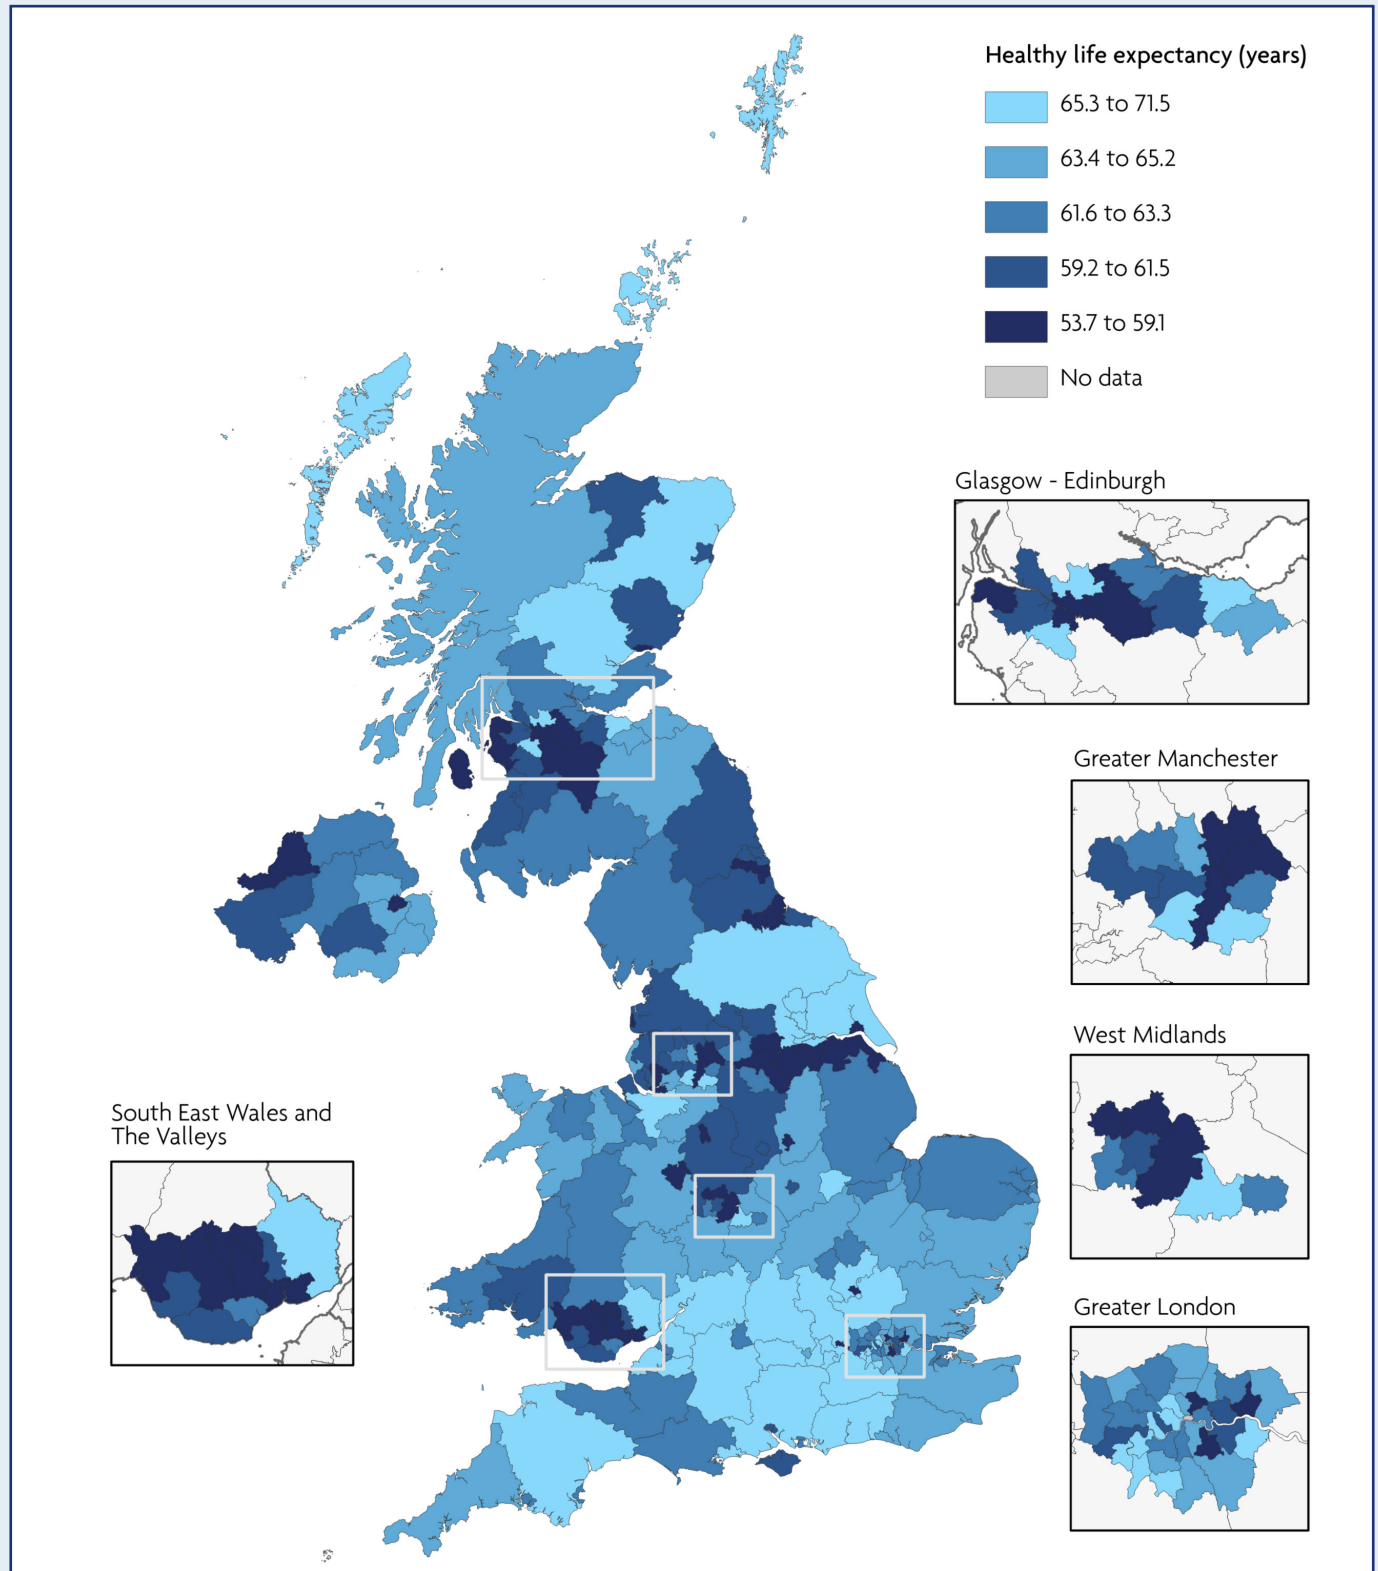 Healthy life expectancy (years)
65.3 to 71.5
63.4 to 65.2
61.6 to 63.3
59.2 to 61.5
53.7 to 59.1
No data
Glasgow - Edinburgh
Greater Manchester
West Midlands
South East Wales and
The Valleys
Greater London